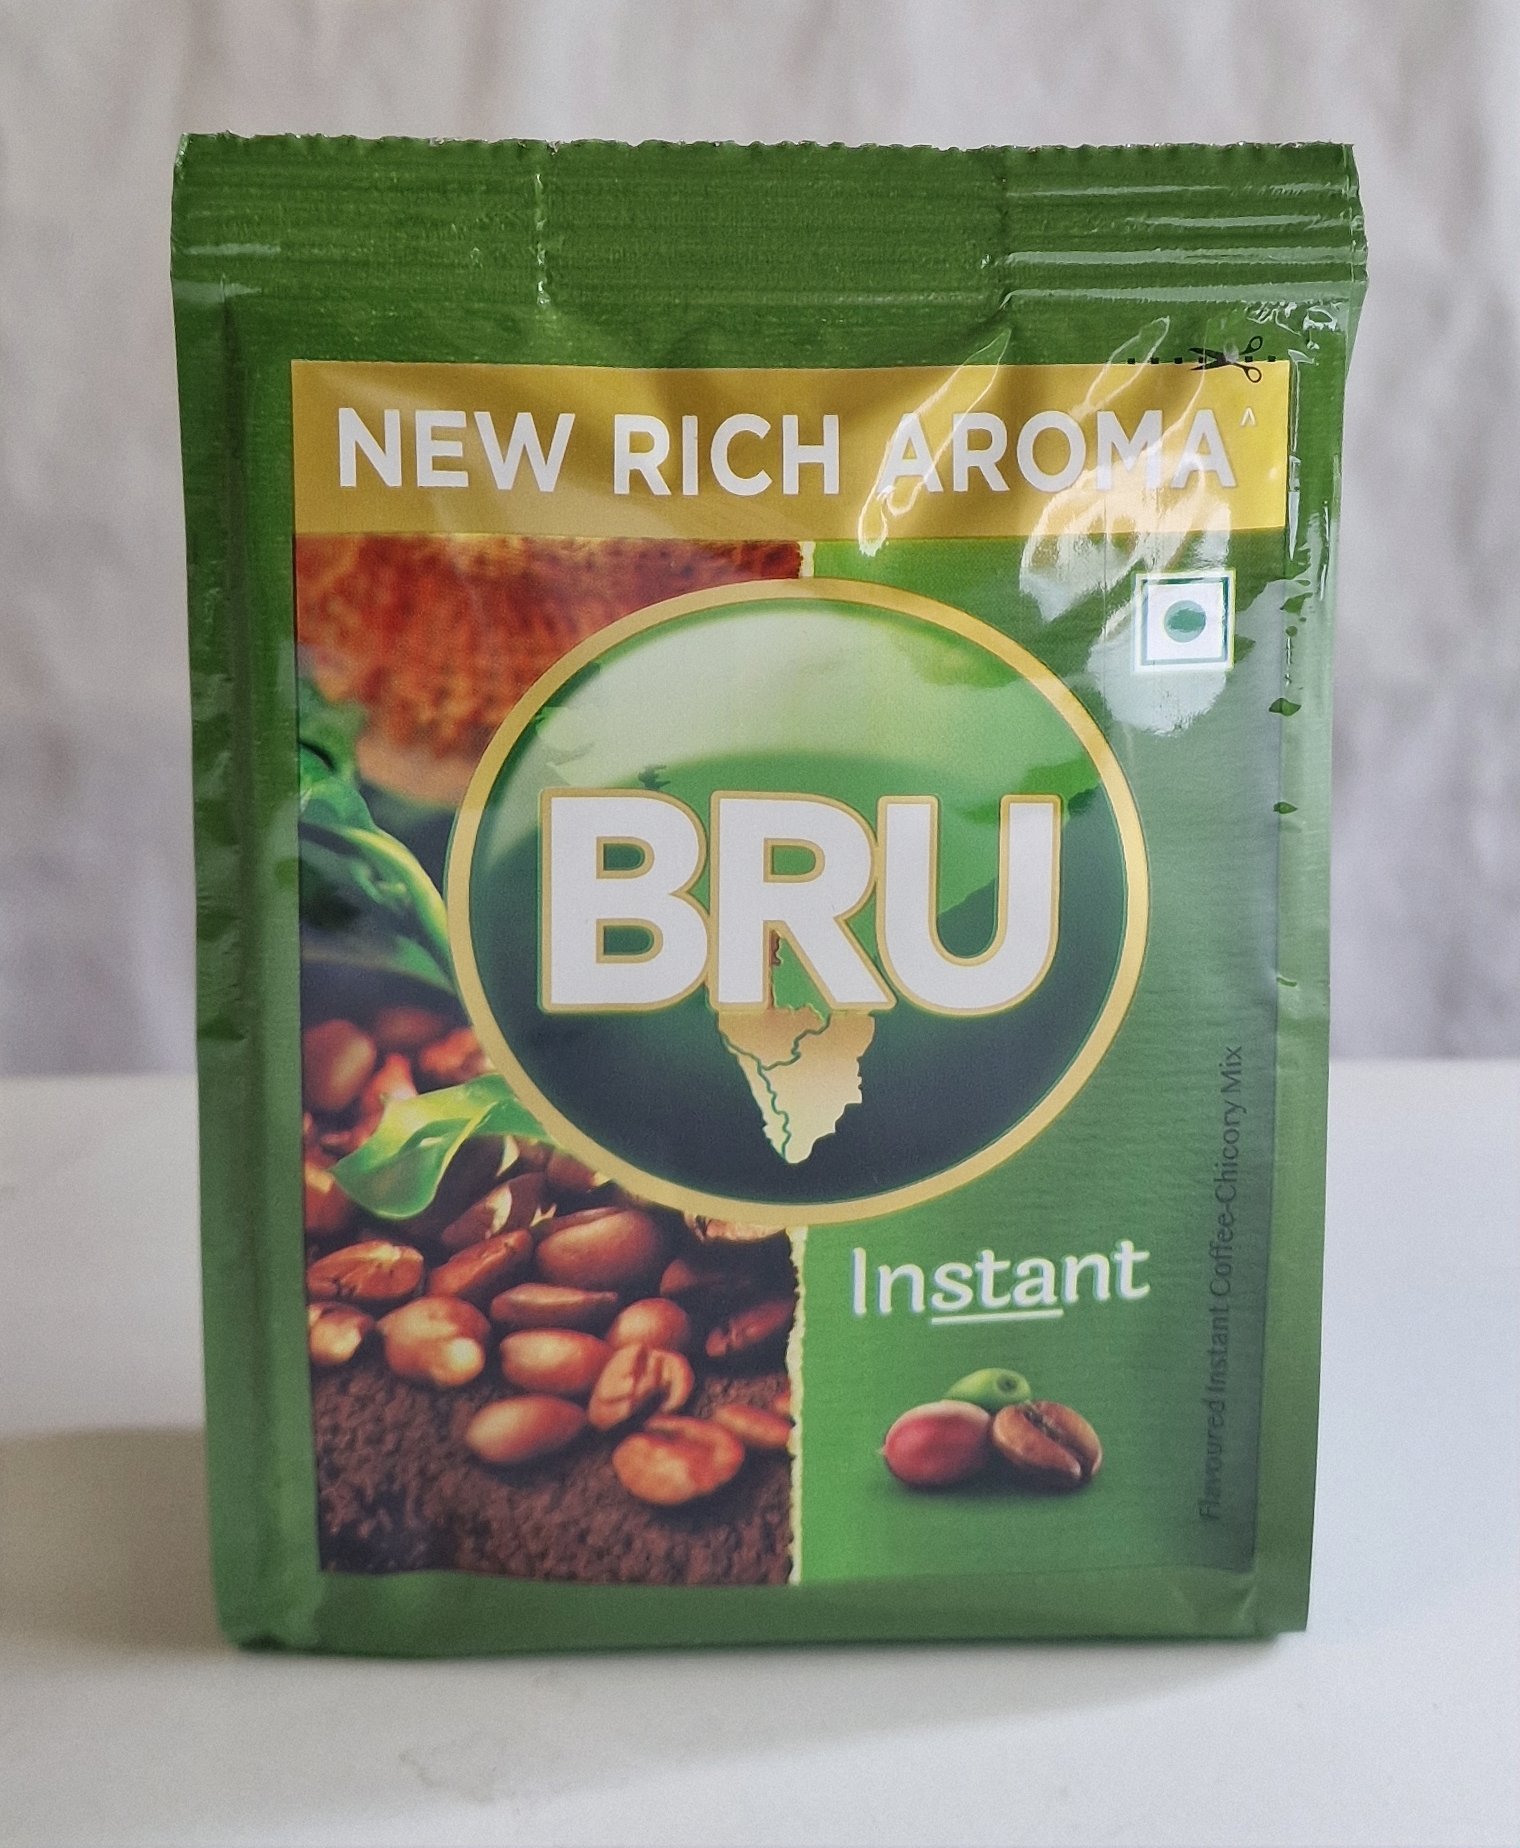 NEW RICH AROMA^
BRU
Instant
Flavoured Instant Coffee-Chicory Mix